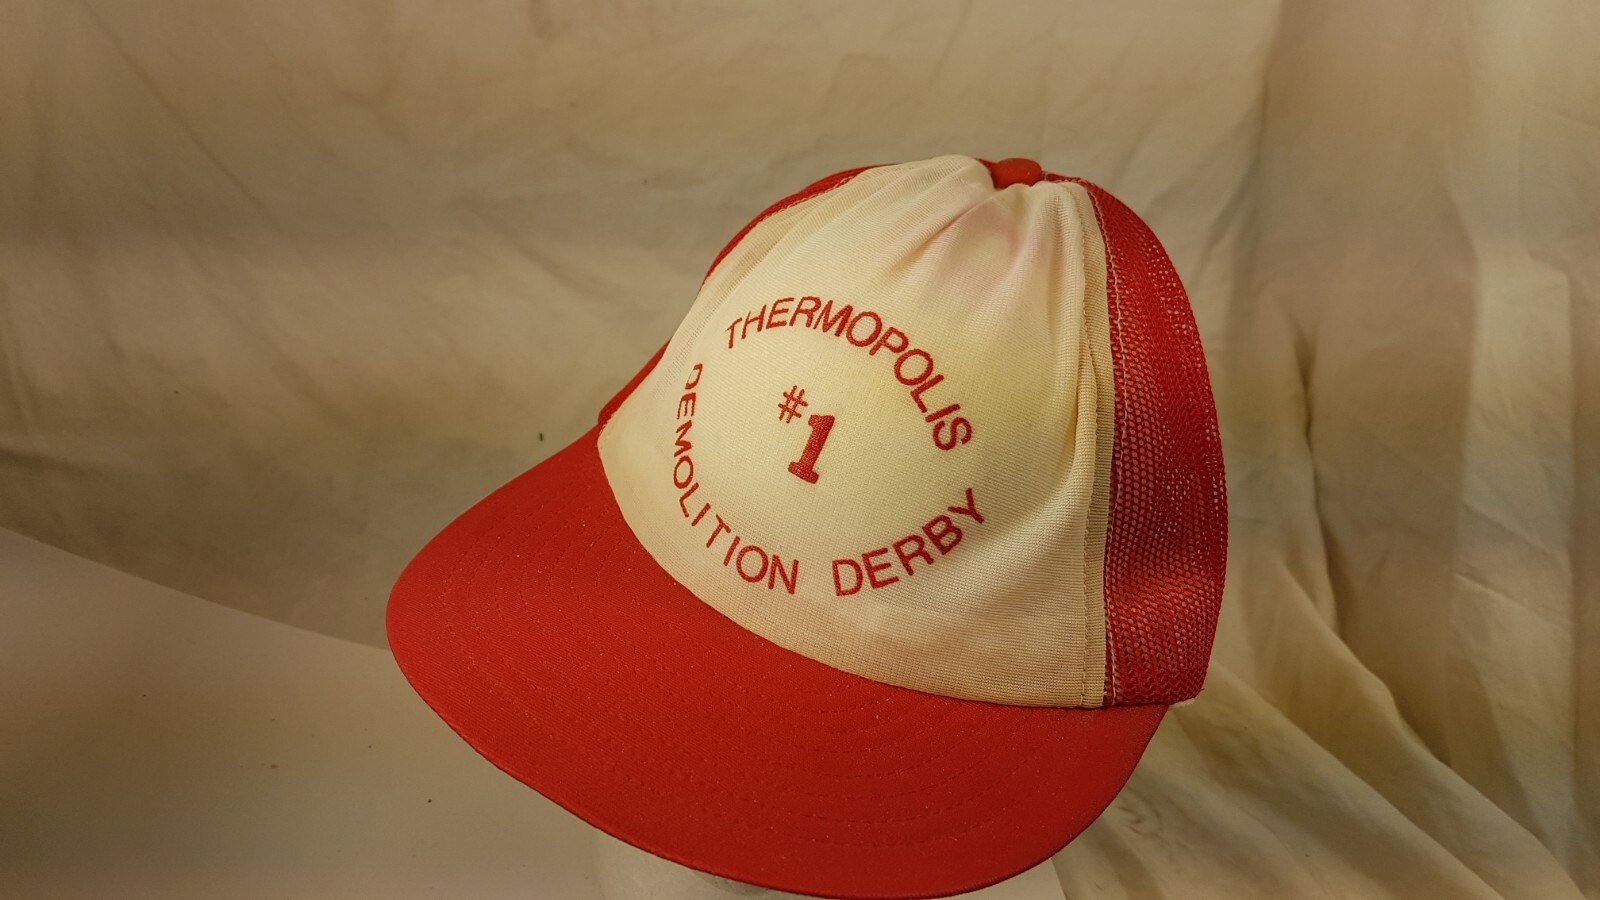 THERMOPOLIS
#1
DEMOLITION DERBY